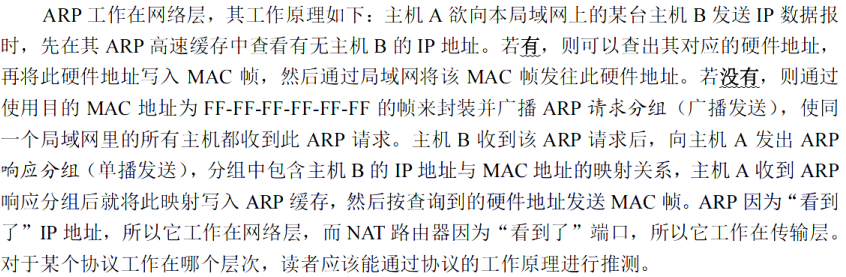 ARP 工作在网络层，其工作原理如下：主机 A 欲向本局域网上的某台主机 B 发送 IP 数据报
时，先在其 ARP 高速缓存中查看有无主机 B 的 IP 地址。若有，则可以查出其对应的硬件地址，
再将此硬件地址写入 MAC 帧，然后通过局域网将该 MAC 帧发往此硬件地址。若没有，则通过
使用目的 MAC 地址为 FF-FF-FF-FF-FF-FF 的帧来封装并广播 ARP 请求分组（广播发送），使同
一个局域网里的所有主机都收到此 ARP 请求。主机 B 收到该 ARP 请求后，向主机 A 发出 ARP
响应分组（单播发送），分组中包含主机 B 的 IP 地址与 MAC 地址的映射关系，主机 A 收到 ARP
响应分组后就将此映射写入 ARP 缓存，然后按查询到的硬件地址发送 MAC 帧。ARP 因为“看到
了”IP 地址，所以它工作在网络层，而 NAT 路由器因为“看到了”端口，所以它工作在传输层。
对于某个协议工作在哪个层次，读者应该能通过协议的工作原理进行推测。